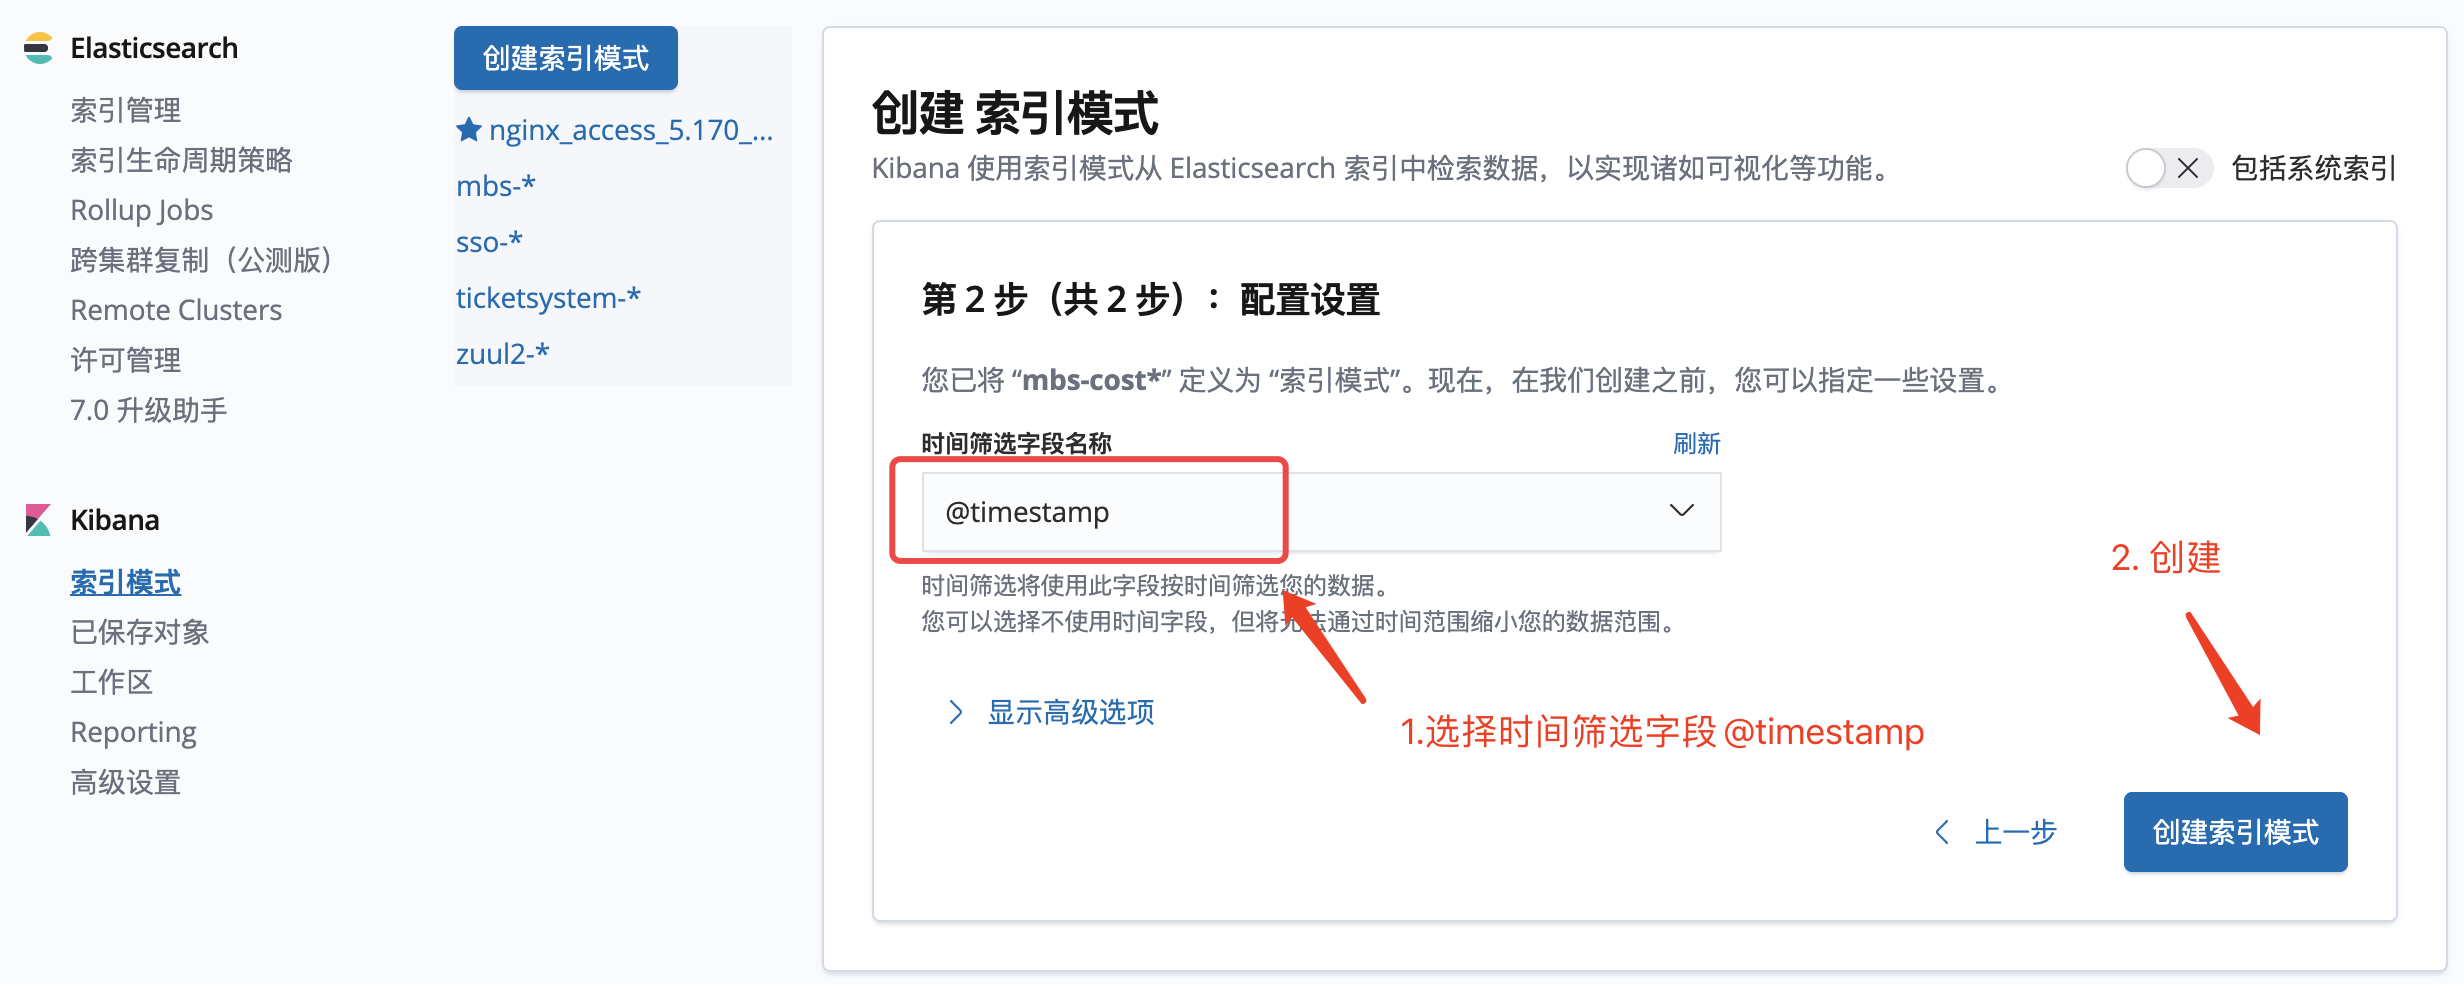 Elasticsearch
索引管理
索引生命周期策略
Rollup Jobs
跨集群复制（公测版）
Remote Clusters
许可管理
7.0 升级助手
Kibana
索引模式
已保存对象
工作区
Reporting
高级设置
创建索引模式
nginx_access_5.170_...
mbs-*
sso-*
ticketsystem-*
zuul2-*
创建 索引模式
Kibana 使用索引模式从 Elasticsearch 索引中检索数据，以实现诸如可视化等功能。
包括系统索引
第 2 步（共 2 步）：配置设置
您已将 “mbs-cost*” 定义为 “索引模式”。现在，在我们创建之前，您可以指定一些设置。
时间筛选字段名称
刷新
@timestamp
时间筛选将使用此字段按时间筛选您的数据。
您可以选择不使用时间字段，但将无法通过时间范围缩小您的数据范围。
显示高级选项
1.选择时间筛选字段 @timestamp
2. 创建
上一步
创建索引模式